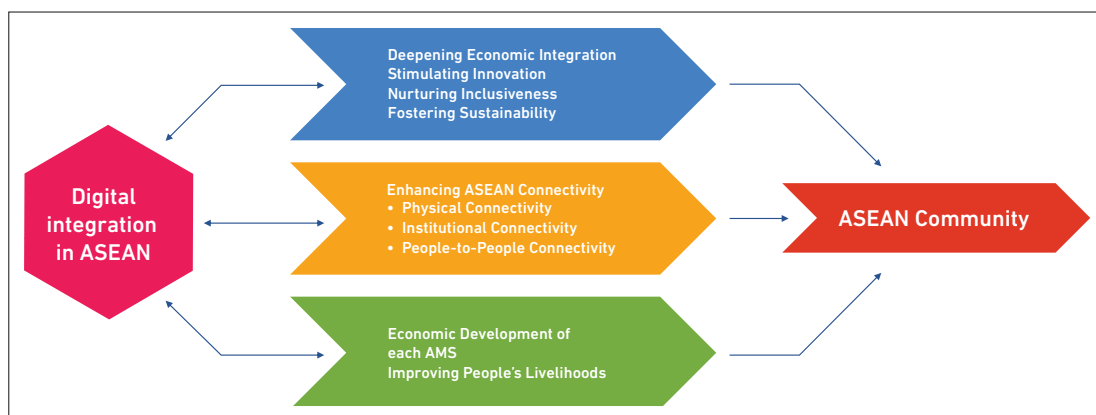 Digital
integration
in ASEAN
Deepening Economic Integration
Stimulating Innovation
Nurturing Inclusiveness
Fostering Sustainability
Enhancing ASEAN Connectivity
• Physical Connectivity
• Institutional Connectivity
• People-to-People Connectivity
Economic Development of
each AMS
Improving People’s Livelihoods
ASEAN Community